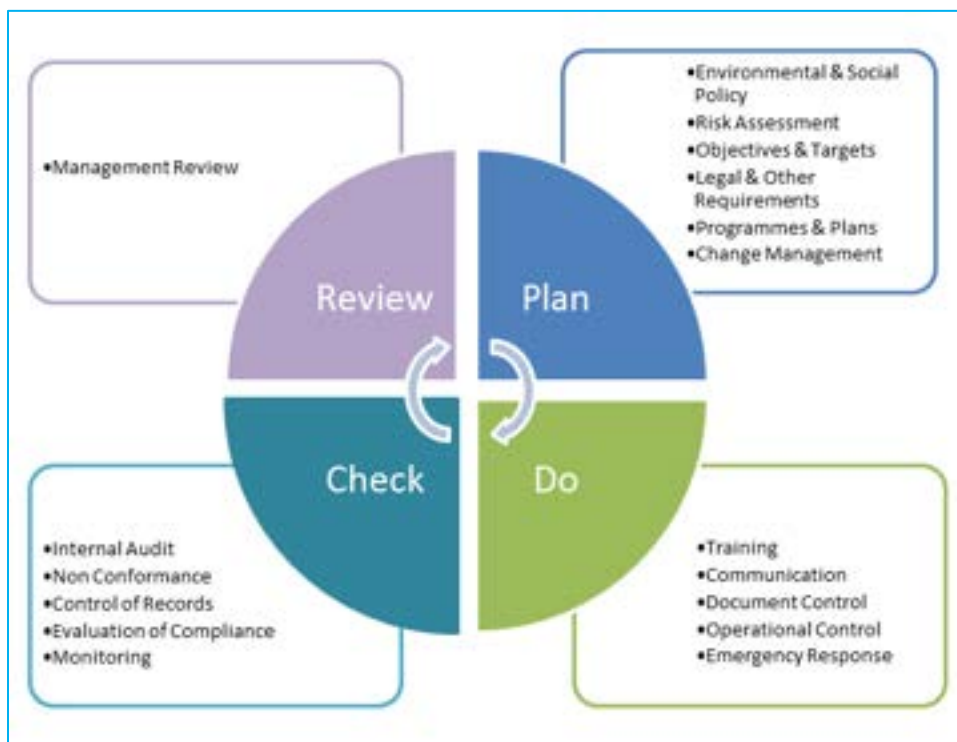 •Management Review
•Environmental & Social
Policy
•Risk Assessment
•Objectives & Targets
•Legal & Other
Requirements
•Programmes & Plans
•Change Management
Review
Plan
Check
Do
•Internal Audit
•Non Conformance
•Control of Records
•Evaluation of Compliance
•Monitoring
•Training
•Communication
•Document Control
•Operational Control
•Emergency Response